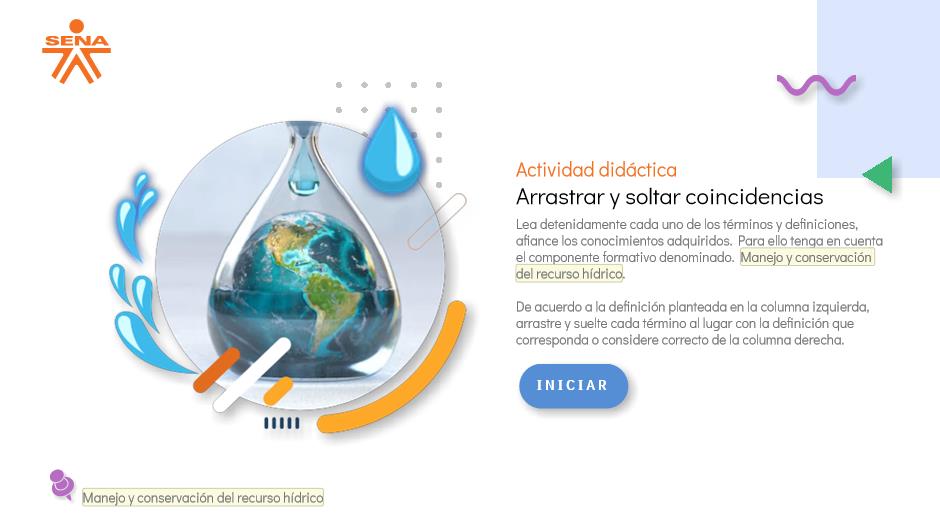 SENA
Actividad didáctica
Arrastrar y soltar coincidencias
Lea detenidamente cada uno de los términos y definiciones,
afiance los conocimientos adquiridos. Para ello tenga en cuenta
el componente formativo denominado. Manejo y conservación
del recurso hídrico.
De acuerdo a la definición planteada en la columna izquierda,
arrastre y suelte cada término al lugar con la definición que
corresponda o considere correcto de la columna derecha.
INICIAR
Manejo y conservación del recurso hídrico